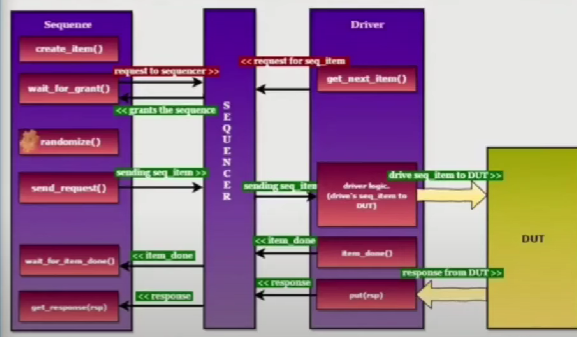 Sequence
Driver
create_item()
request to sequencer >>
<< request for seq_item
wait_for_grant()
get_next_item()
<< grants the sequence
SEQUENCER
randomize()
sending seq_item >>
send_request()
sending seq_item
driver logic.
(drive's seq_item to
DUT)
drive seq_item to DUT >>
DUT
<< item_done
item_done()
wait_for_item_done()
<< item_done
response from DUT >>
<< response
put(rsp)
<< response
get_response(rsp)